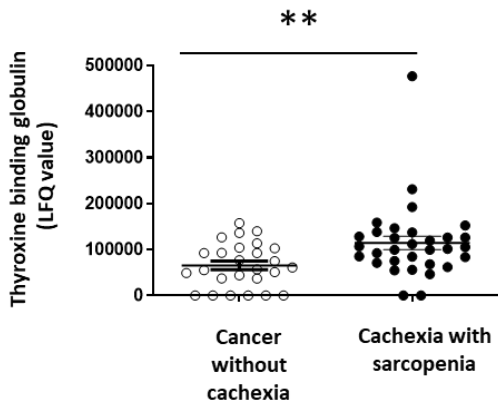 **
Thyroxine binding globulin
(LFQ value)
500000
400000
300000
200000
100000
0
Cancer
without
cachexia
Cachexia with
sarcopenia